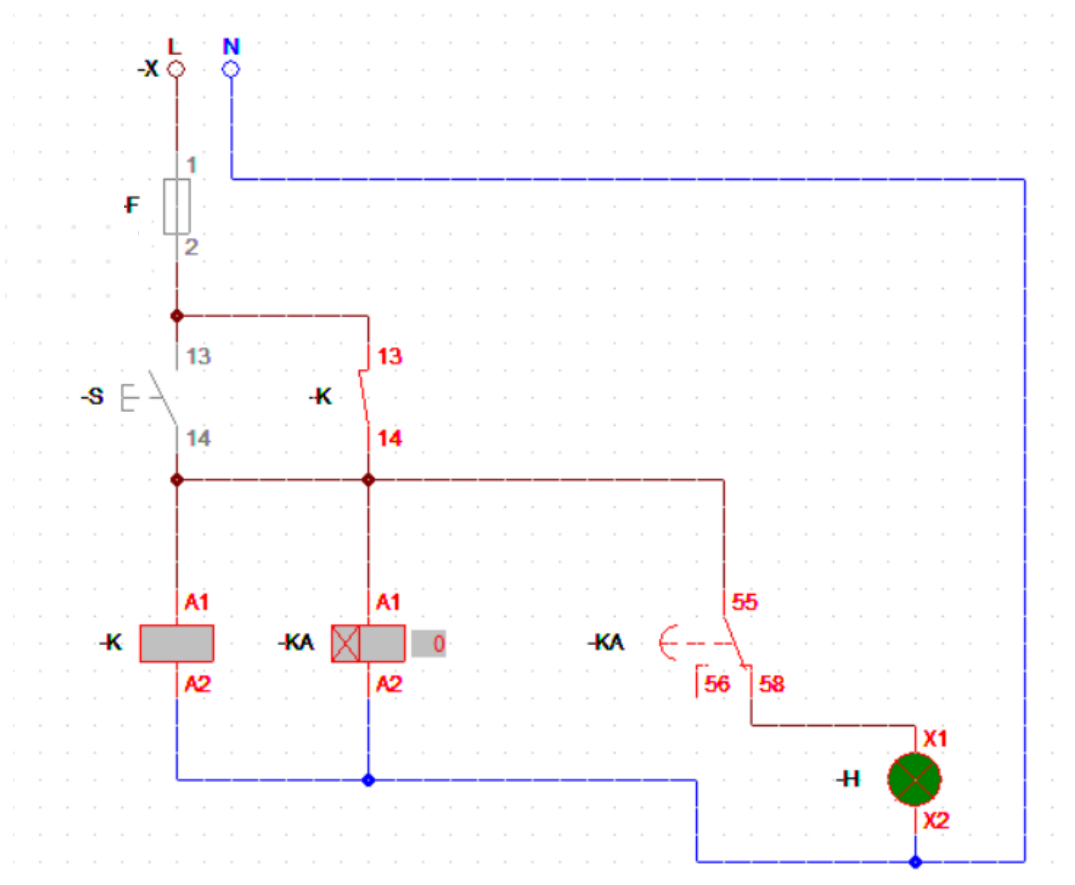 L N
-X
1
-F
2
13 13
-S -K
14 14
A1 A1 55
-K -KA 0 -KA
A2 A2 56 58
X1
-H
X2